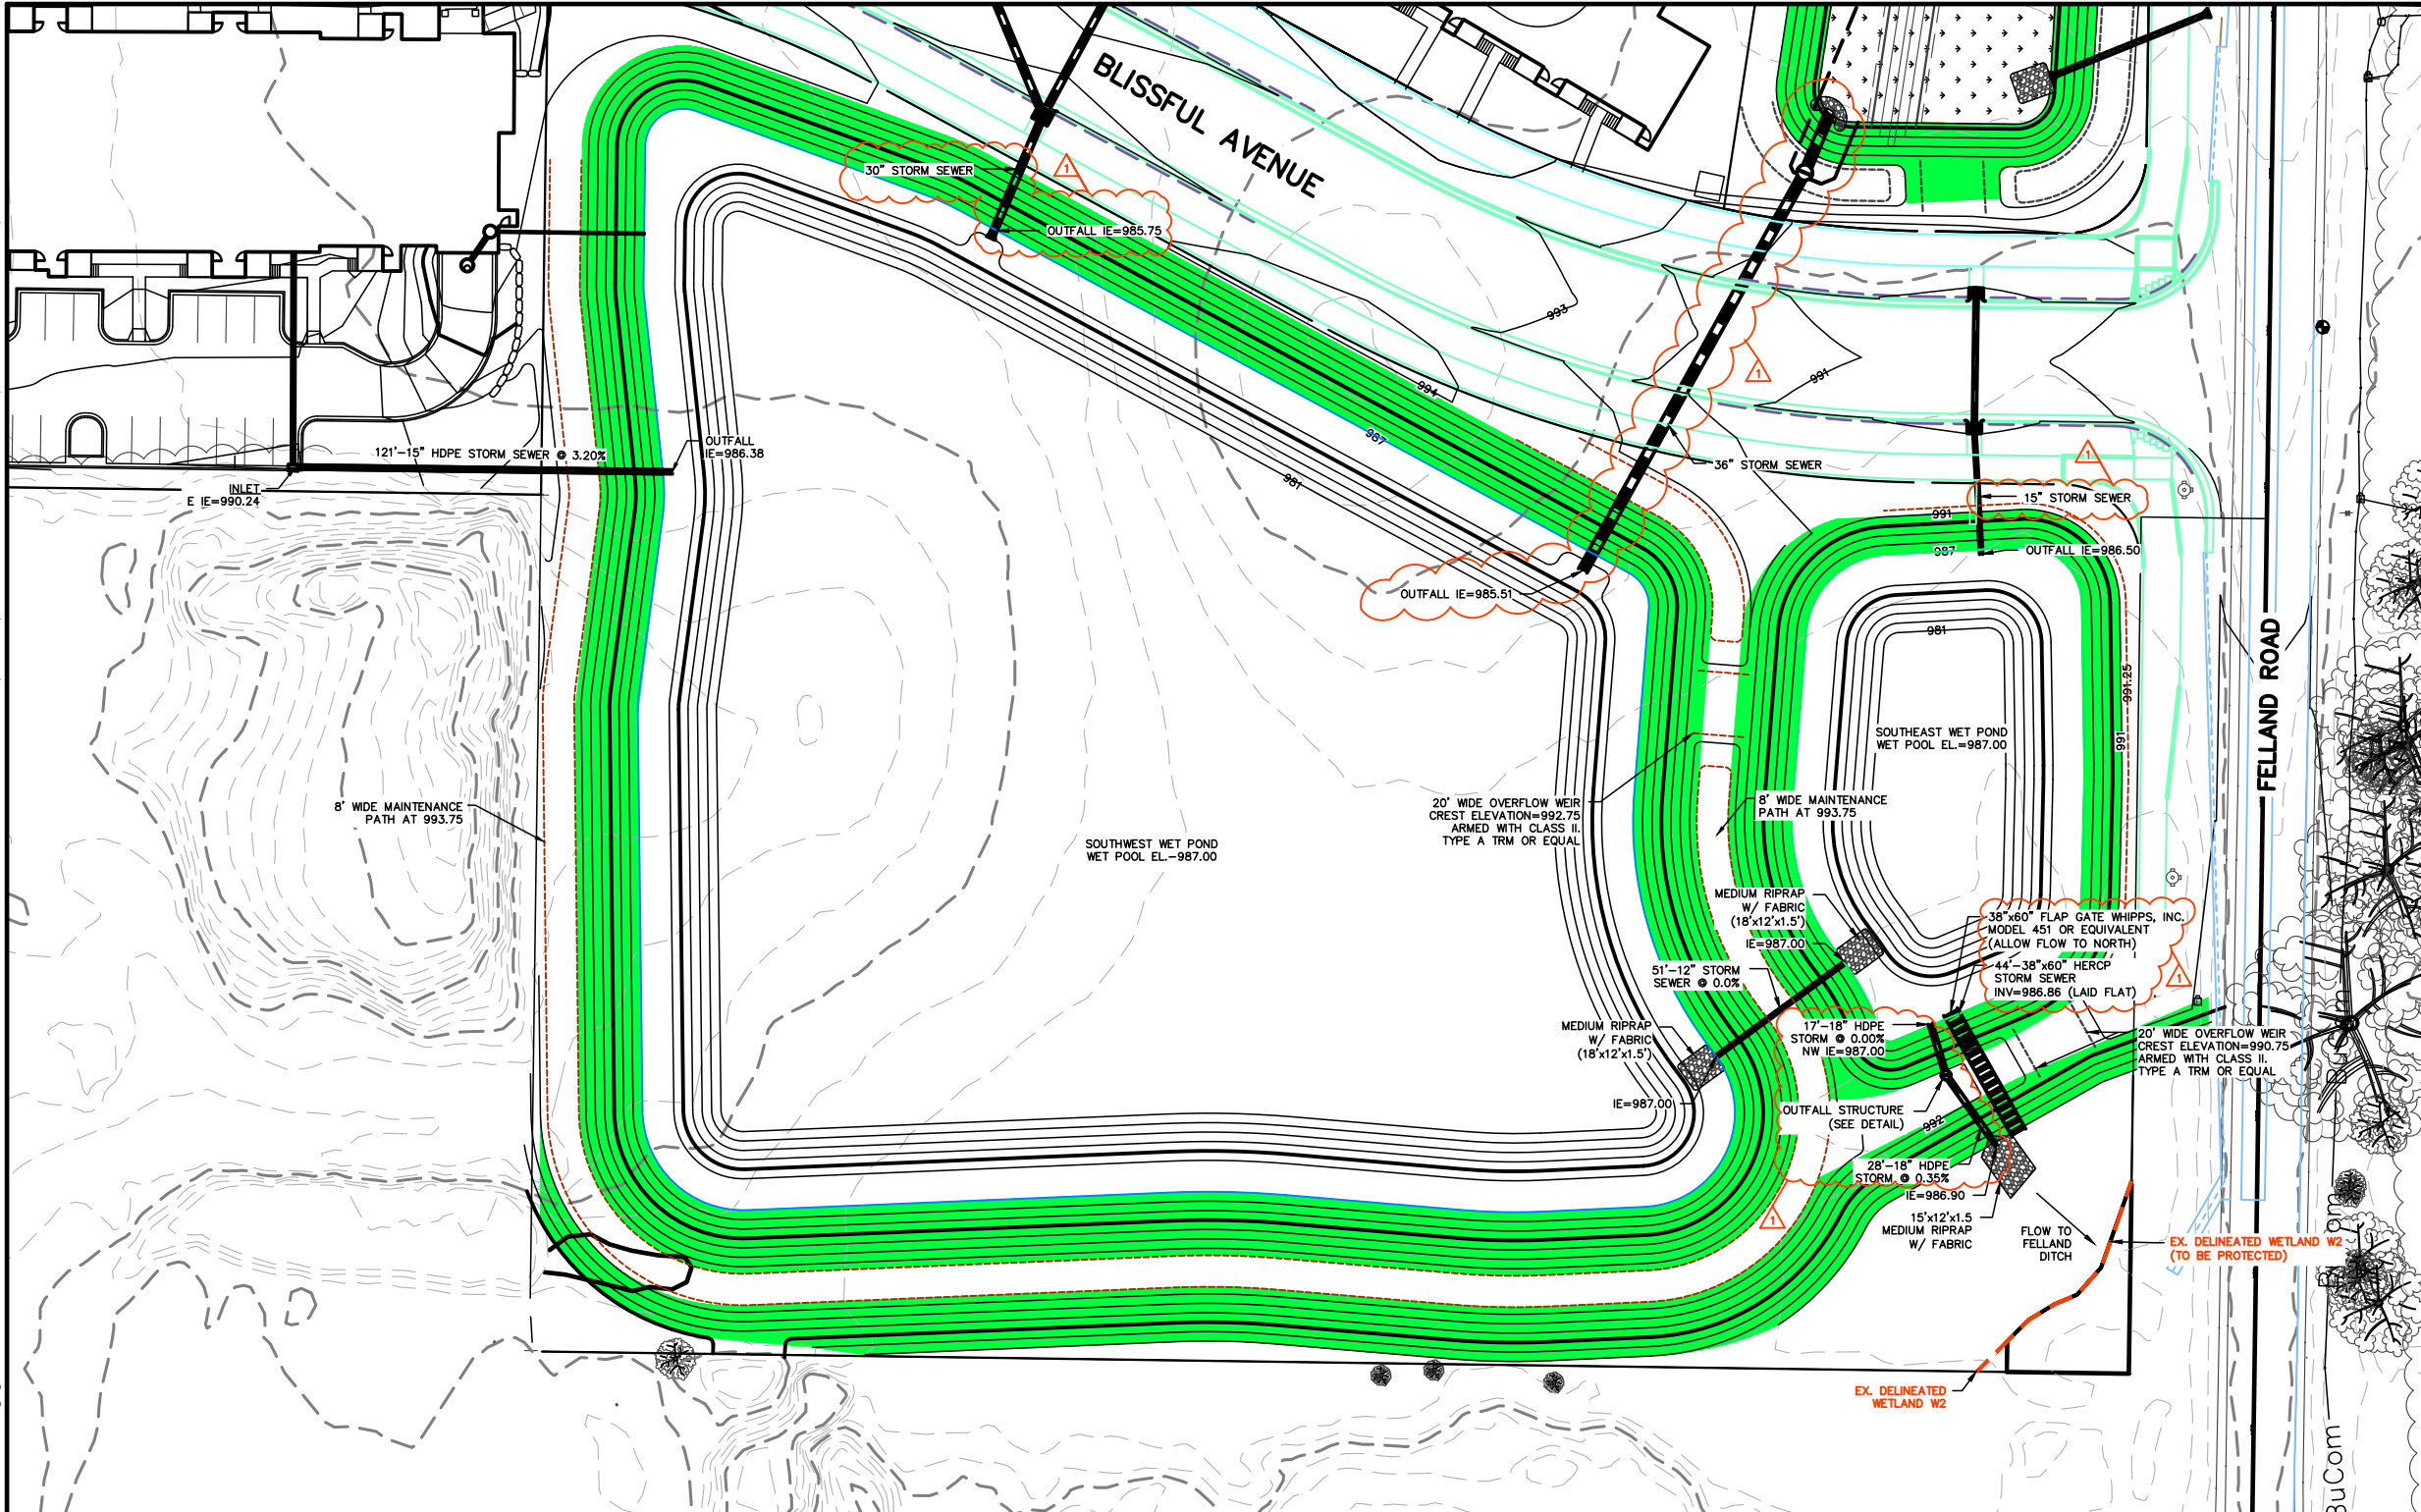 BLISSFUL AVENUE
30" STORM SEWER
1
OUTFALL IE=985.75
993
991
994
987
981
OUTFALL
IE=986.38
121'-15" HDPE STORM SEWER @ 3.20%
INLET
E IE=990.24
36" STORM SEWER
1
1
15" STORM SEWER
991
987
OUTFALL IE=986.50
OUTFALL IE=985.51
981
FELLAND ROAD
991.25
991
SOUTHEAST WET POND
WET POOL EL.=987.00
8' WIDE MAINTENANCE
PATH AT 993.75
20' WIDE OVERFLOW WEIR
CREST ELEVATION=992.75
ARMED WITH CLASS II.
TYPE A TRM OR EQUAL
8' WIDE MAINTENANCE
PATH AT 993.75
SOUTHWEST WET POND
WET POOL EL.-987.00
MEDIUM RIPRAP
W/ FABRIC
(18'x12'x1.5')
IE=987.00
38"x60" FLAP GATE WHIPPS, INC.
MODEL 451 OR EQUIVALENT
(ALLOW FLOW TO NORTH)
44'-38"x60" HERCP
STORM SEWER
INV=986.86 (LAID FLAT)
1
51'-12" STORM
SEWER @ 0.0%
MEDIUM RIPRAP
W/ FABRIC
(18'x12'x1.5')
IE=987.00
17'-18" HDPE
STORM @ 0.00%
NW IE=987.00
20' WIDE OVERFLOW WEIR
CREST ELEVATION=990.75
ARMED WITH CLASS II.
TYPE A TRM OR EQUAL
OUTFALL STRUCTURE
(SEE DETAIL)
992
28'-18" HDPE
STORM @ 0.35%
IE=986.90
1
15'x12'x1.5
MEDIUM RIPRAP
W/ FABRIC
FLOW TO
FELLAND
DITCH
EX. DELINEATED WETLAND W2
(TO BE PROTECTED)
EX. DELINEATED
WETLAND W2
BuCom